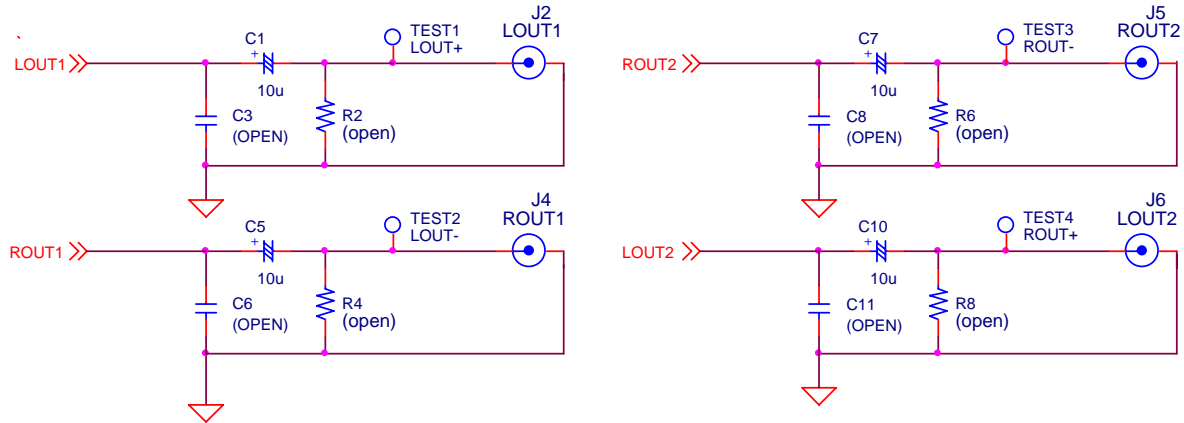 J2
LOUT1
TEST1
LOUT+
C1
+
LOUT1
10u
C3
(OPEN)
R2
(open)
J5
ROUT2
TEST3
ROUT-
C7
+
ROUT2
10u
C8
(OPEN)
R6
(open)
J4
ROUT1
TEST2
LOUT-
C5
+
ROUT1
10u
C6
(OPEN)
R4
(open)
J6
LOUT2
TEST4
ROUT+
C10
+
LOUT2
10u
C11
(OPEN)
R8
(open)